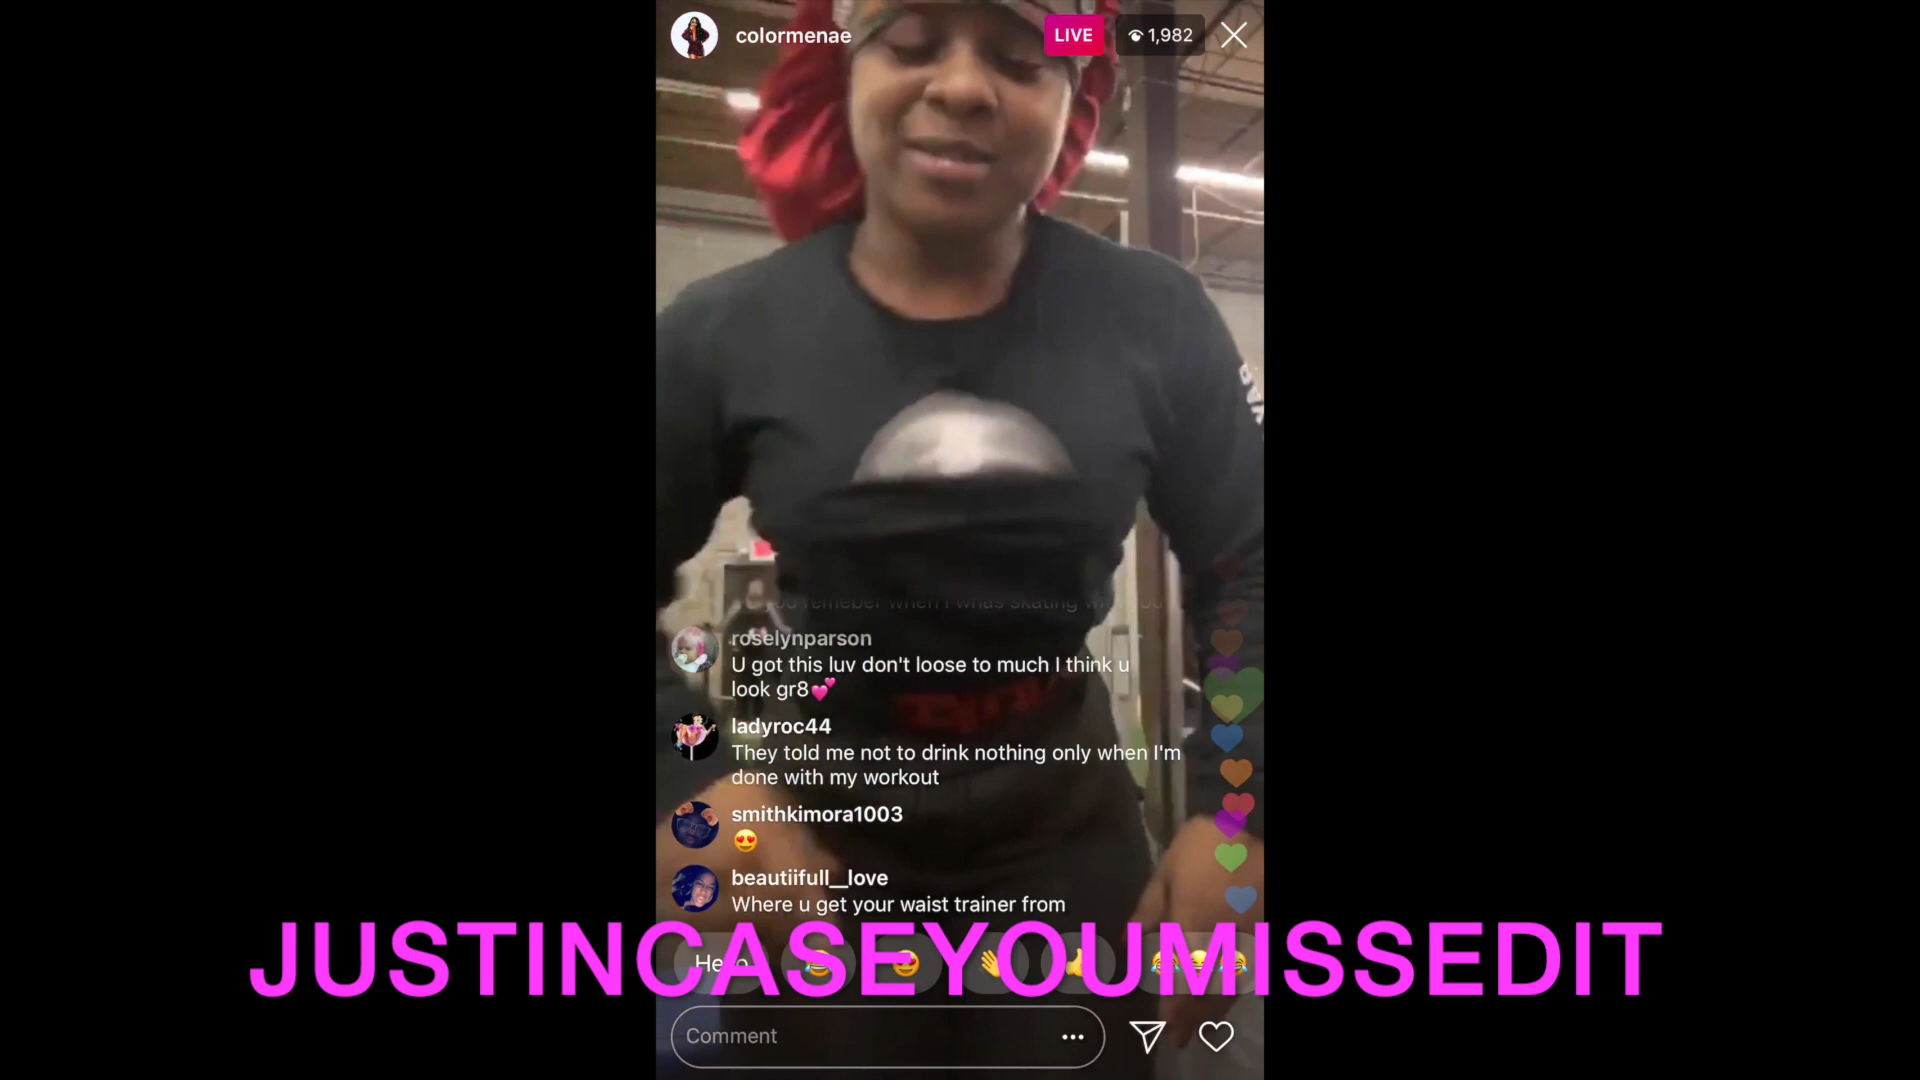 colormenae
LIVE
1,982
roselynparson
U got this luv don't loose to much I think u
look gr8💕
ladyroc44
They told me not to drink nothing only when I'm
done with my workout
smithkimora1003
😍
beautiifull__love
Where u get your waist trainer from
JUSTINCASEYOUMISSEDIT
Comment